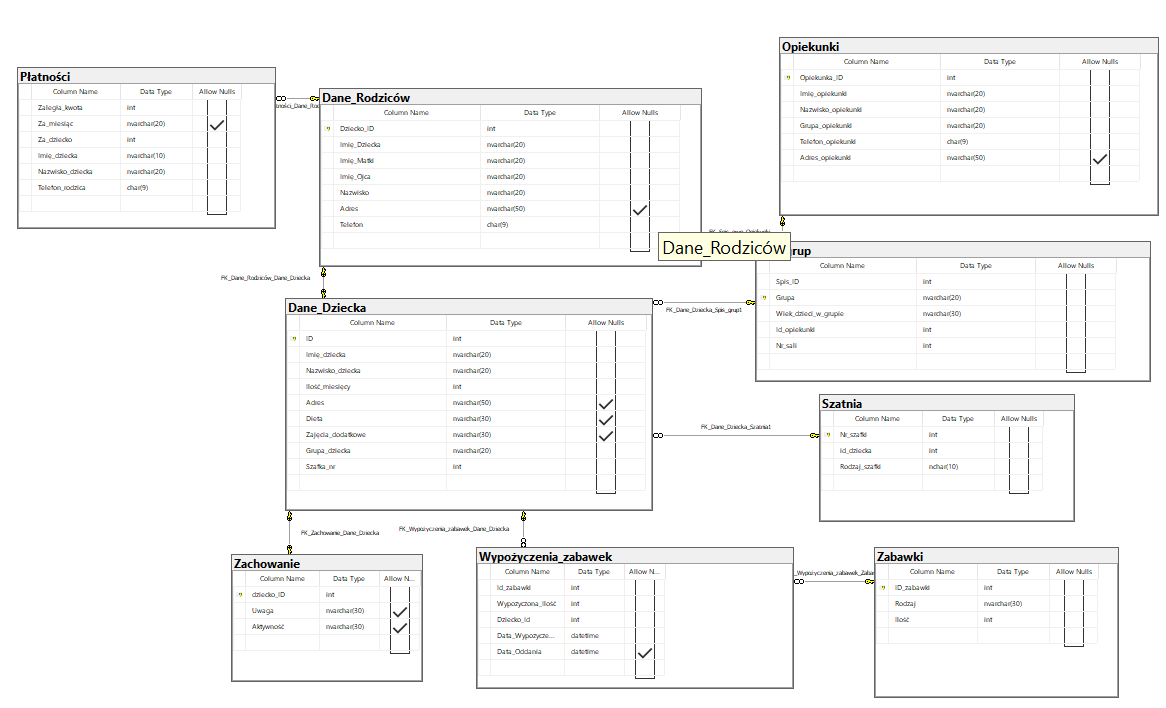 Płatności
Column Name Data Type Allow Nulls
Zaległa_kwota int
Za_miesiąc nvarchar(20)
Za_dziecko int
Imię_dziecka nvarchar(10)
Nazwisko_dziecka nvarchar(20)
Telefon_rodzica char(9)
Dane_Rodziców
Column Name Data Type Allow Nulls
Dziecko_ID int
Imię_Dziecka nvarchar(20)
Imię_Matki nvarchar(20)
Imię_Ojca nvarchar(20)
Nazwisko nvarchar(20)
Adres nvarchar(50)
Telefon char(9)
Opiekunki
Column Name Data Type Allow Nulls
Opiekunka_ID int
Imię_opiekunki nvarchar(20)
Nazwisko_opiekunki nvarchar(20)
Grupa_opiekunki nvarchar(20)
Telefon_opiekunki char(9)
Adres_opiekunki nvarchar(50)
Dane_Rodziców
rup
Column Name Data Type Allow Nulls
Spis_ID int
Grupa nvarchar(20)
Wiek_dzieci_w_grupie nvarchar(30)
Id_opiekunki int
Nr_sali int
FK_Dane_Rodziców_Dane_Dziecka
FK_Dane_Dziecka_Spis_grup1
Dane_Dziecka
Column Name Data Type Allow Nulls
ID int
Imię_dziecka nvarchar(20)
Nazwisko_dziecka nvarchar(20)
Ilość_miesięcy int
Adres nvarchar(50)
Dieta nvarchar(30)
Zajęcia_dodatkowe nvarchar(30)
Grupa_dziecka nvarchar(20)
Szafka_nr int
FK_Dane_Dziecka_Szatnia1
Szatnia
Column Name Data Type Allow Nulls
Nr_szafki int
Id_dziecka int
Rodzaj_szafki nchar(10)
FK_Zachowanie_Dane_Dziecka
FK_Wypożyczenia_zabawek_Dane_Dziecka
Zachowanie
Column Name Data Type Allow N...
dziecko_ID int
Uwaga nvarchar(30)
Aktywność nvarchar(30)
Wypożyczenia_zabawek
Column Name Data Type Allow N...
Id_zabawki int
Wypozyczona_Ilość int
Dziecko_Id int
Data_Wypożycze... datetime
Data_Oddania datetime
_Wypożyczenia_zabawek_Zabaw
Zabawki
Column Name Data Type Allow Nulls
ID_zabawki int
Rodzaj nvarchar(30)
Ilość int